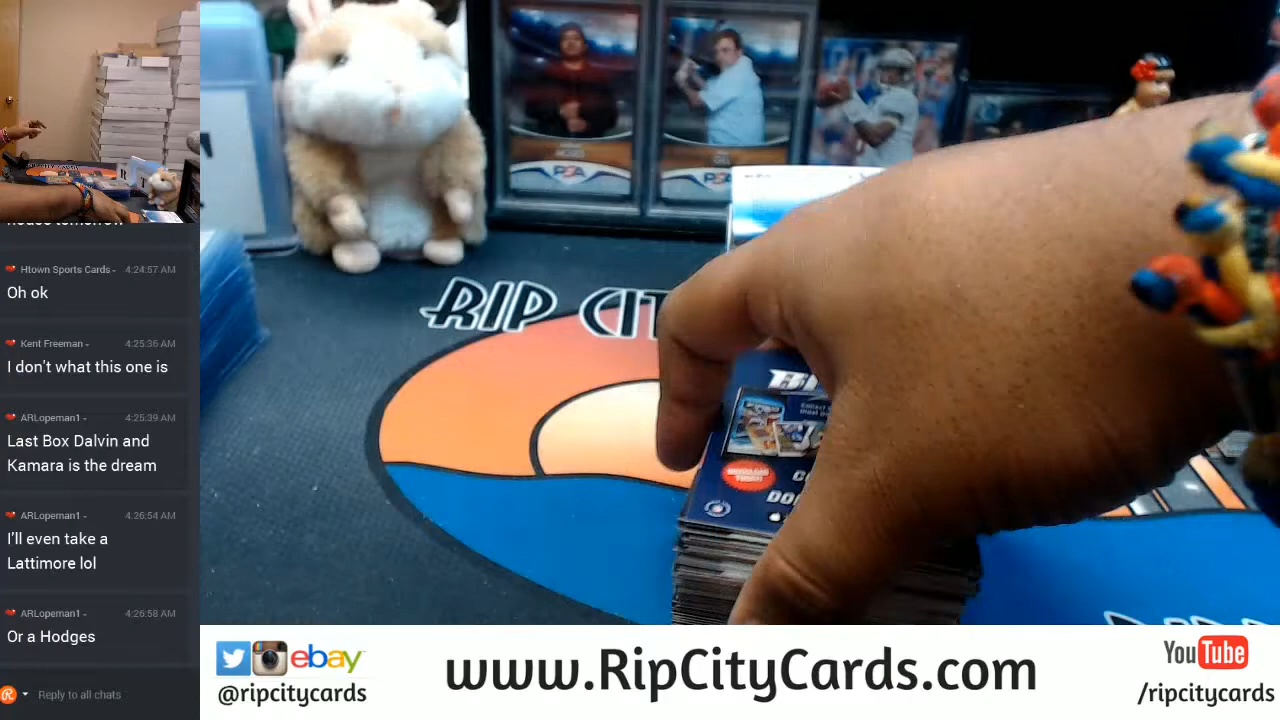 Htown Sports Cards 4:24:57 AM
Oh ok
Kent Freeman 4:25:36 AM
I don't what this one is
ARLopeman1 4:25:39 AM
Last Box Dalvin and
Kamara is the dream
ARLopeman1 4:26:54 AM
I'll even take a
Lattimore lol
ARLopeman1 4:26:58 AM
Or a Hodges
Reply to all chats
PSA
RIP CIT
ebay
@ripcitycards
www.RipCityCards.com
YouTube
/ripcitycards